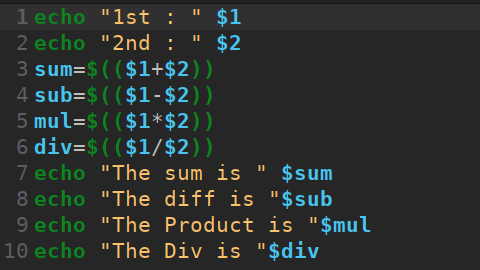 1 echo "1st : " $1
2 echo "2nd : " $2
3 sum=$(($1+$2))
4 sub=$(($1-$2))
5 mul=$(($1*$2))
6 div=$(($1/$2))
7 echo "The sum is " $sum
8 echo "The diff is "$sub
9 echo "The Product is "$mul
10 echo "The Div is "$div